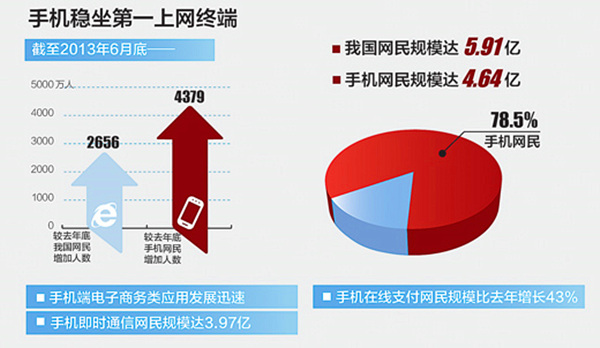 手机稳坐第一上网终端
截至2013年6月底——
5000万人
4000
3000
2000
1000
0
2656
4379
较去年底
我国网民
增加人数
较去年底
手机网民
增加人数
我国网民规模达 5.91亿
手机网民规模达 4.64亿
78.5%
手机网民
手机端电子商务类应用发展迅速
手机即时通信网民规模达3.97亿
手机在线支付网民规模比去年增长43%